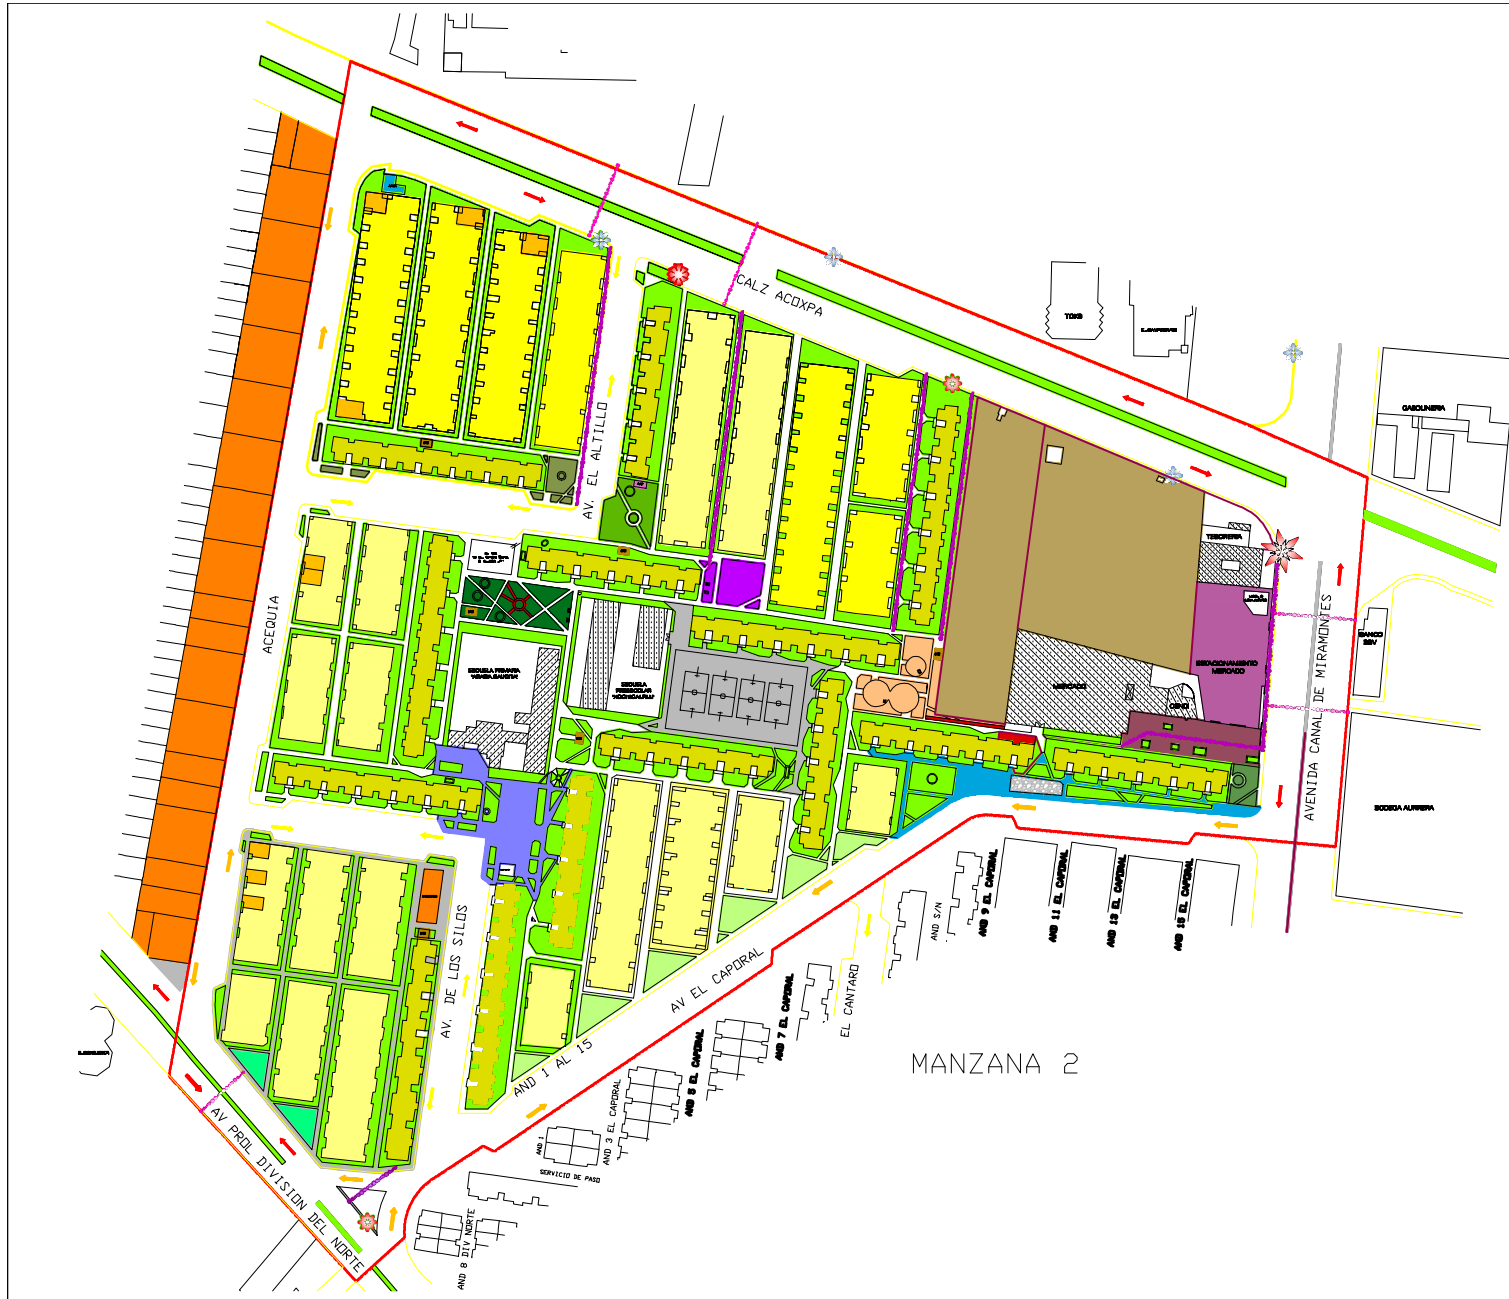 CALZ ACOXPA
TOKS
GASOLINERIA
AV. EL ALTILLO
TESORERIA
ACEQUIA
BANCO
ESCUELA PRIMARIA
ESCUELA
PREESCOLAR
ESTACIONAMIENTO
MERCADO
MERCADO
CENDI
AVENIDA CANAL DE MIRAMONTES
BODEGA AURRERA
AV. DE LOS SILOS
AND S/N
AND 9 EL CAPORAL
AND 11 EL CAPORAL
AND 13 EL CAPORAL
AND 15 EL CAPORAL
AV EL CAPORAL
EL CANTARO
AND 7 EL CAPORAL
AND 5 EL CAPORAL
MANZANA 2
AND 1 AL 15
AND 3 EL CAPORAL
AND 1
SERVICIO DE PASO
AV PROL DIVISION DEL NORTE
AND 8 DIV NORTE